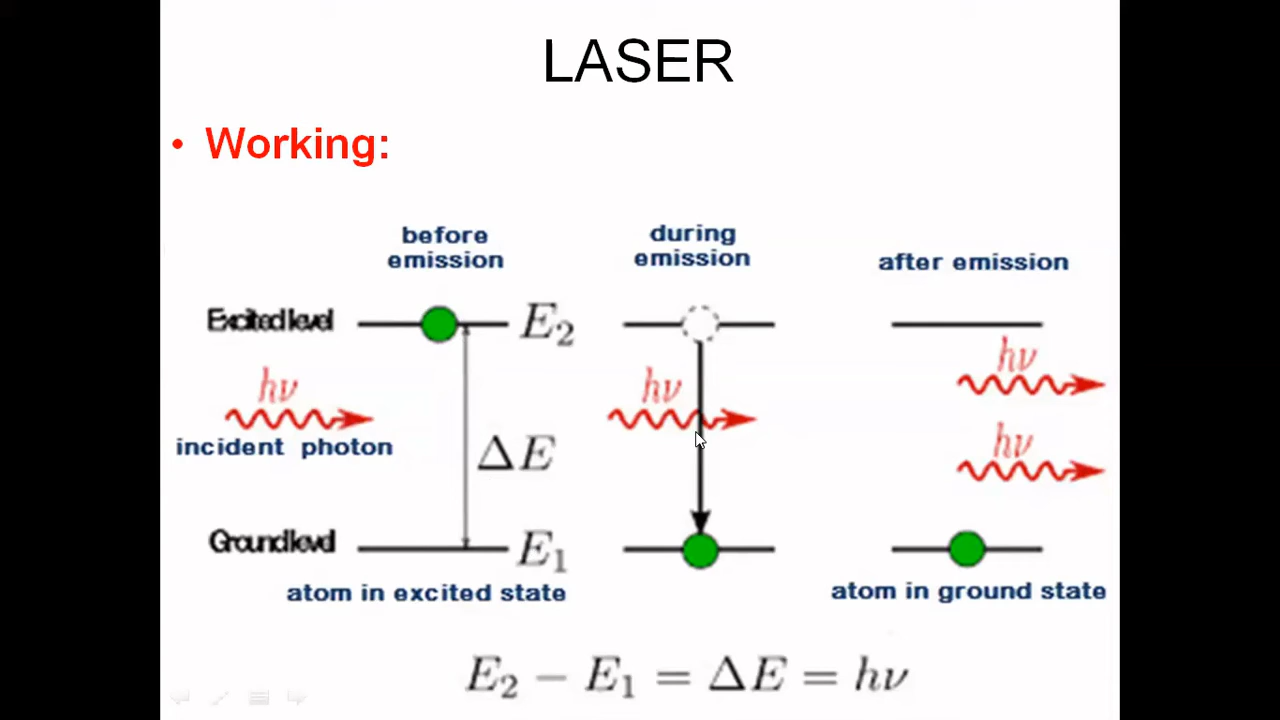 LASER
• Working:
before
emission
during
emission
after emission
Excited level
E₂
hν
hν
hν
incident photon
ΔE
hν
Ground level
E₁
atom in excited state
atom in ground state
E₂ − E₁ = ΔE = hν